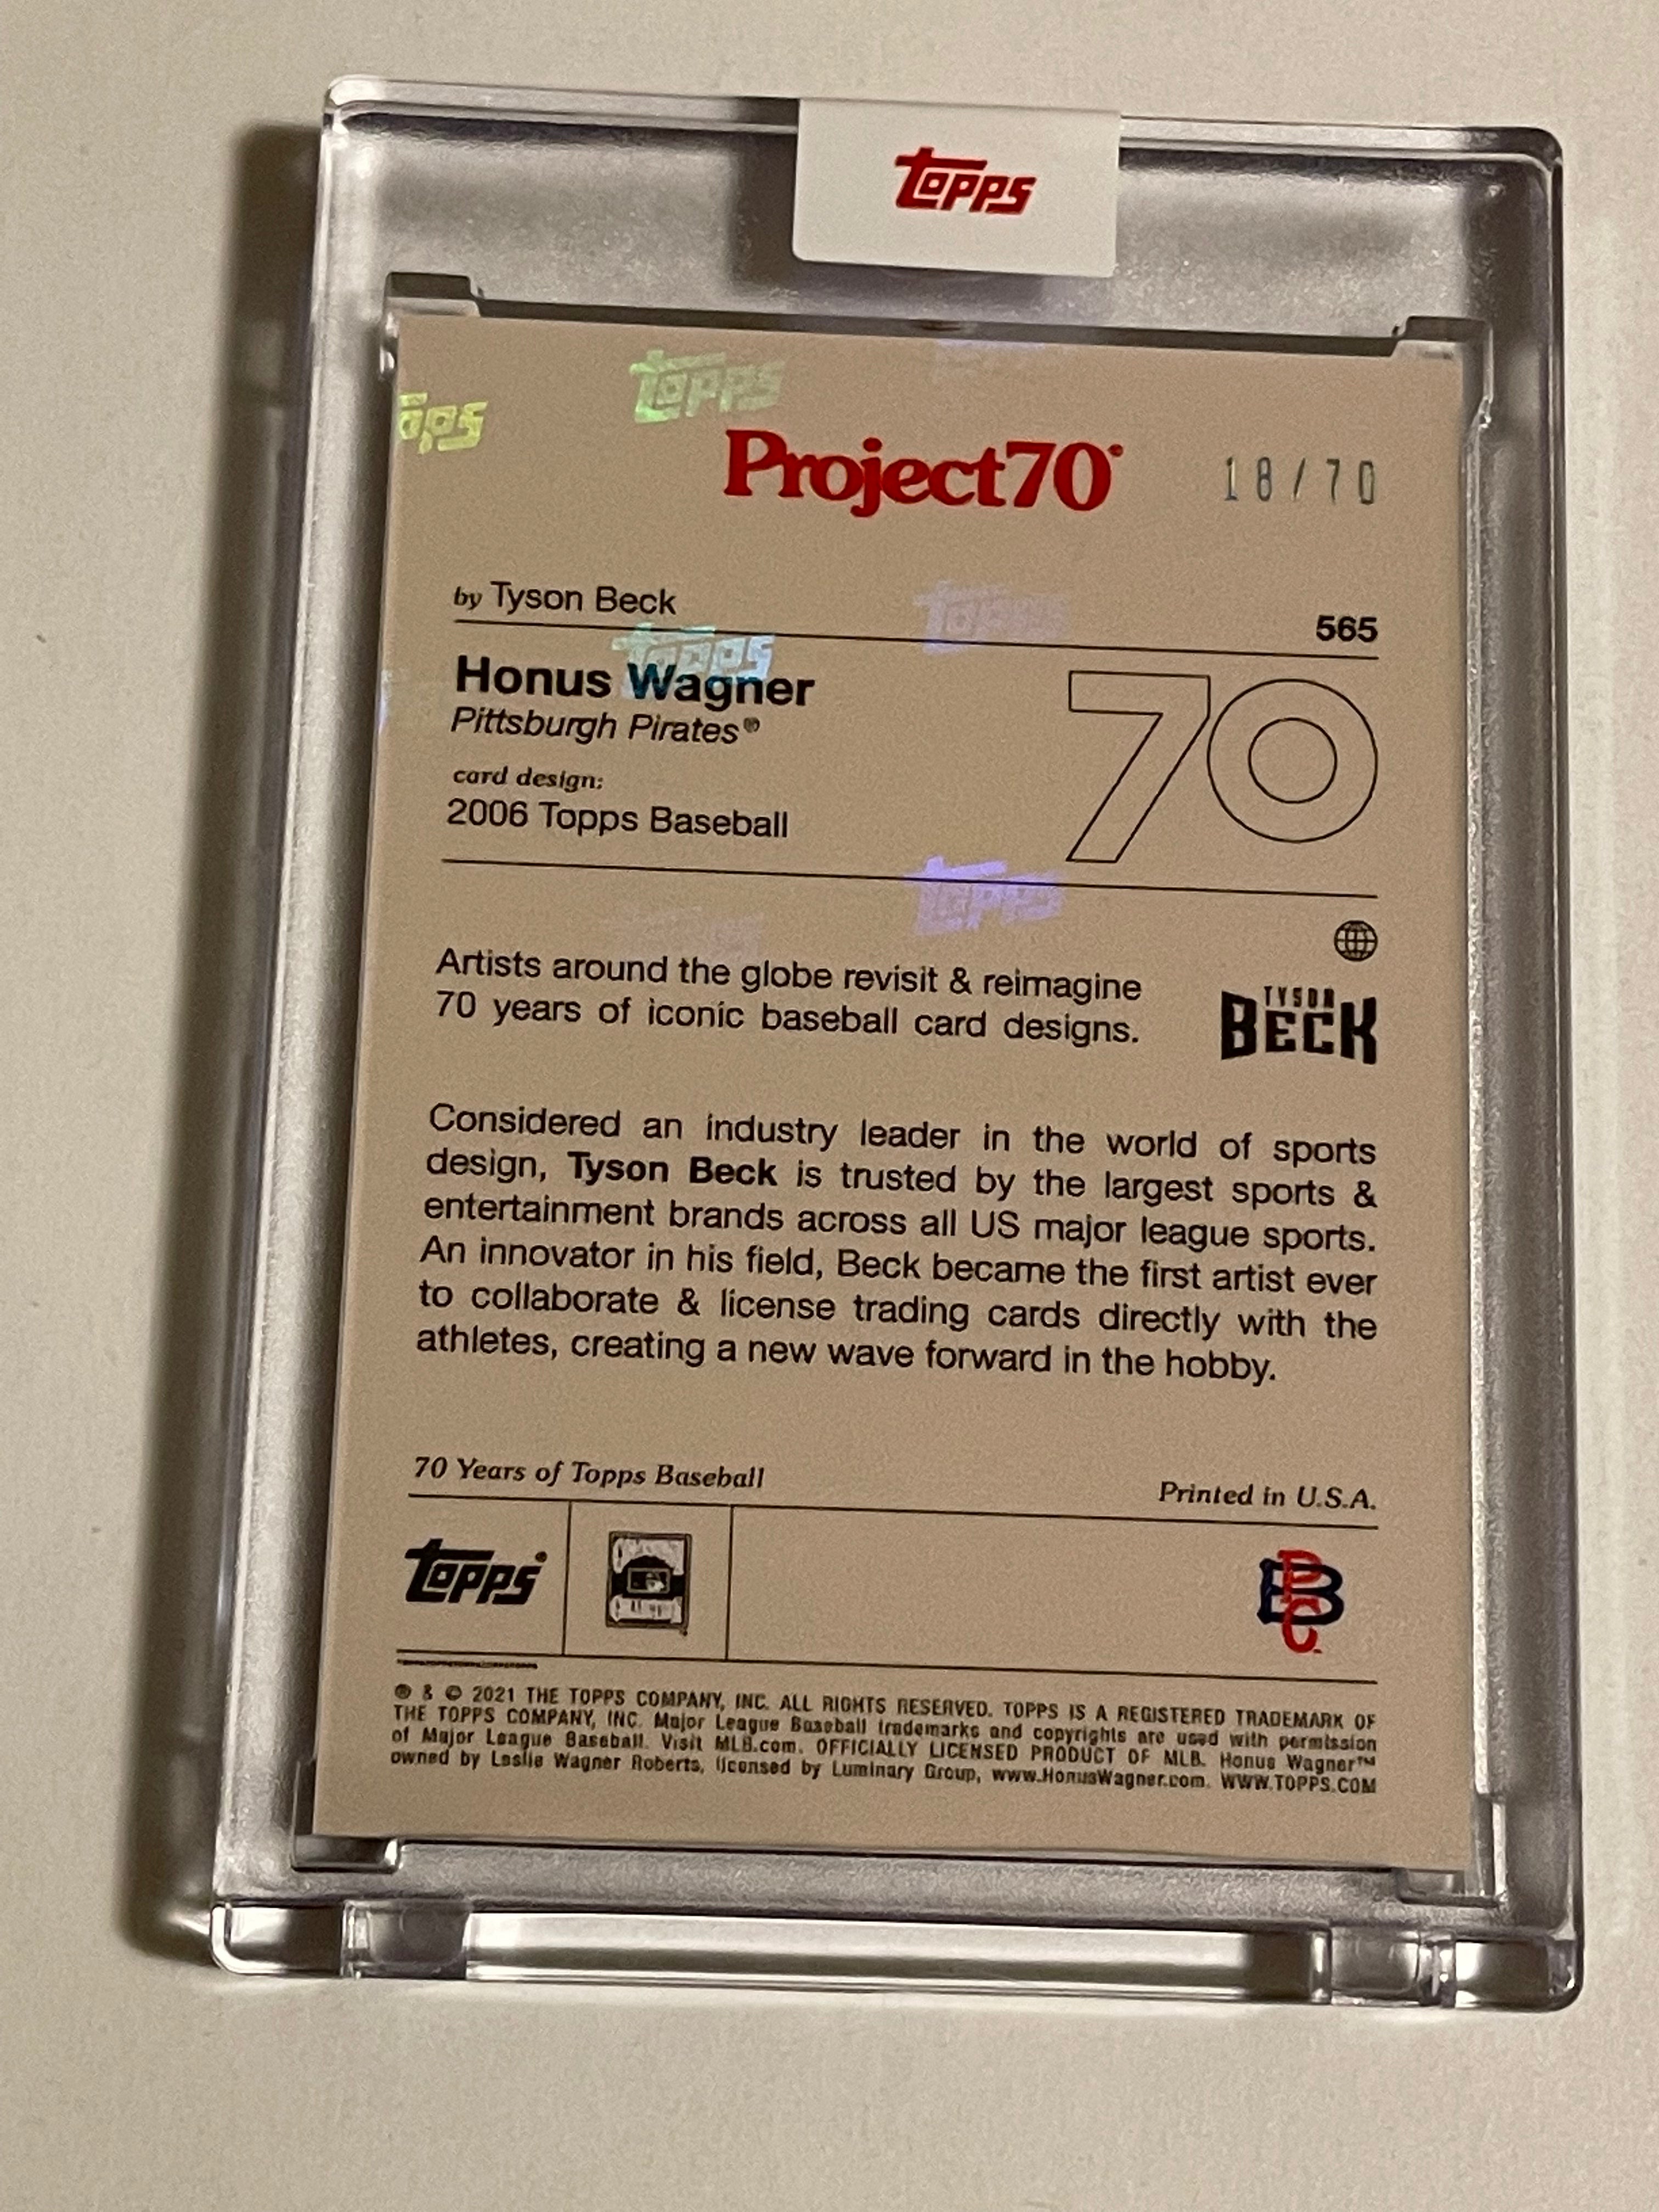 Topps
Topps
Project70
18/70
by Tyson Beck
565
Topps
Topps
Honus Wagner
Pittsburgh Pirates®
card design:
2006 Topps Baseball
70
Topps
Artists around the globe revisit & reimagine
70 years of iconic baseball card designs.
TYSON
BECK
Considered an industry leader in the world of sports
design, Tyson Beck is trusted by the largest sports &
entertainment brands across all US major league sports.
An innovator in his field, Beck became the first artist ever
to collaborate & license trading cards directly with the
athletes, creating a new wave forward in the hobby.
70 Years of Topps Baseball
Printed in U.S.A.
Topps
PBC
® & © 2021 THE TOPPS COMPANY, INC. ALL RIGHTS RESERVED. TOPPS IS A REGISTERED TRADEMARK OF
THE TOPPS COMPANY, INC. Major League Baseball trademarks and copyrights are used with permission
of Major League Baseball. Visit MLB.com. OFFICIALLY LICENSED PRODUCT OF MLB. Honus Wagner™
owned by Leslie Wagner Roberts, licensed by Luminary Group, www.HonusWagner.com. WWW.TOPPS.COM